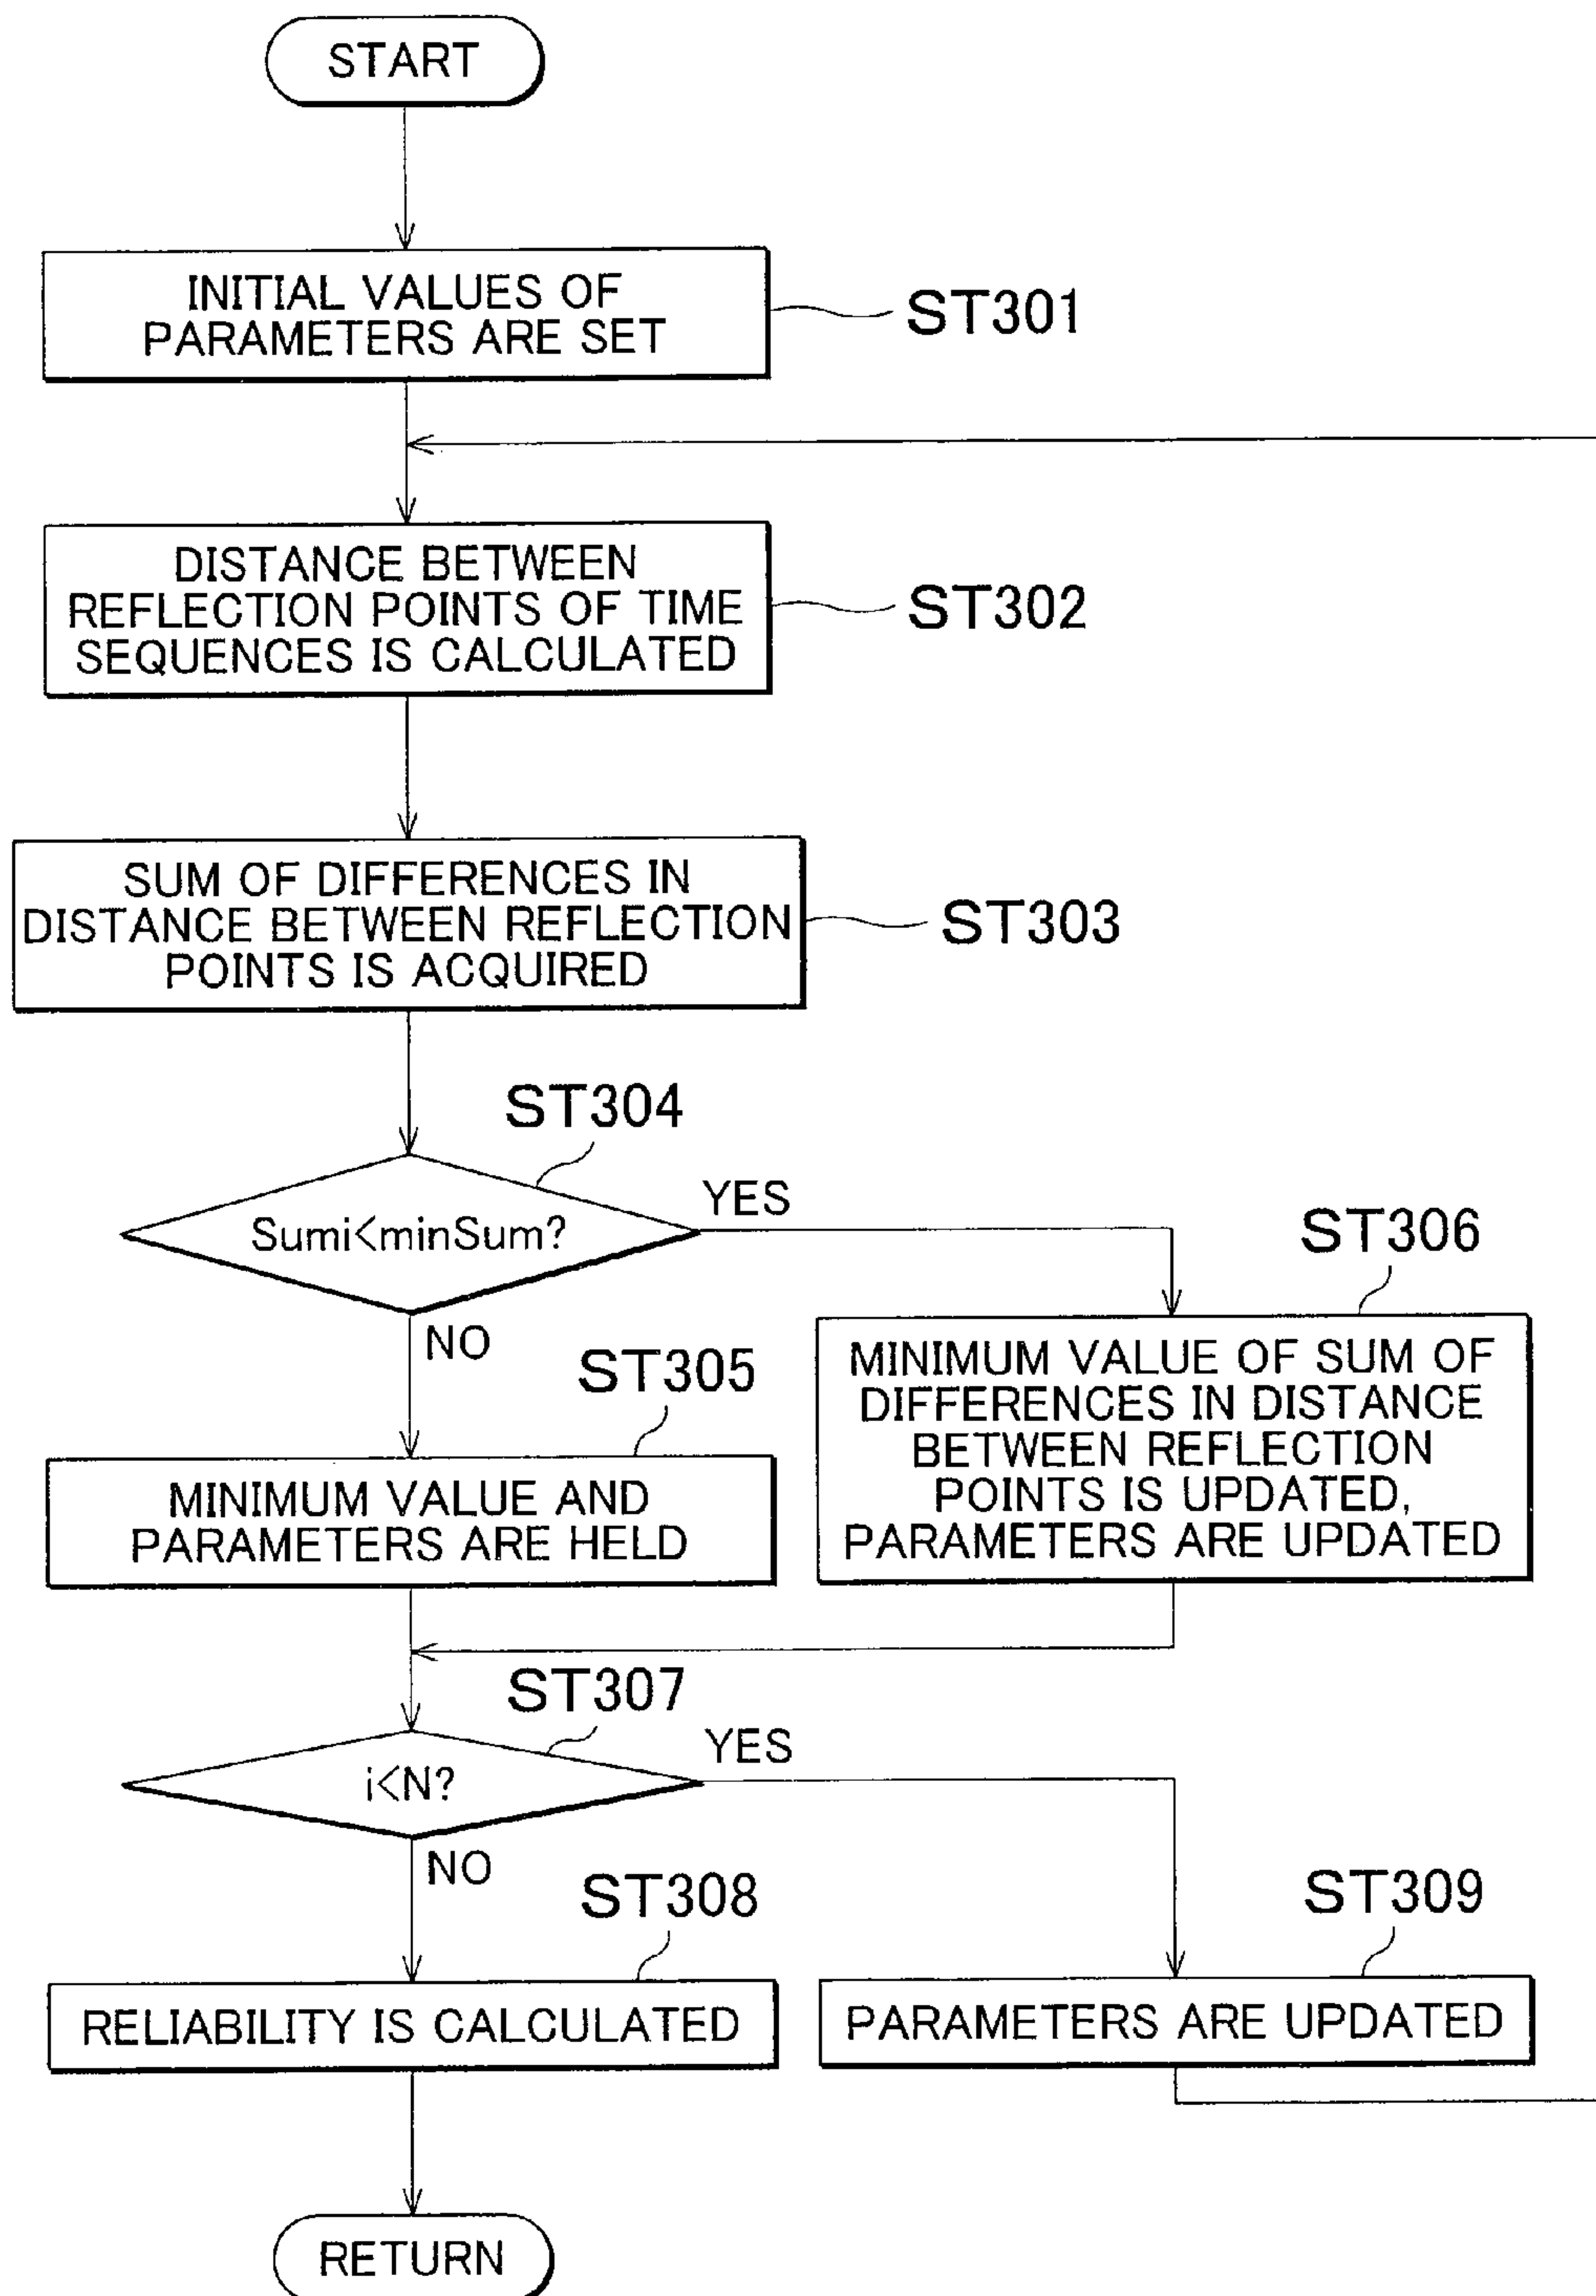 START
INITIAL VALUES OF
PARAMETERS ARE SET
ST301
DISTANCE BETWEEN
REFLECTION POINTS OF TIME
SEQUENCES IS CALCULATED
ST302
SUM OF DIFFERENCES IN
DISTANCE BETWEEN REFLECTION
POINTS IS ACQUIRED
ST303
ST304
Sumi<minSum?
YES
NO
ST305
MINIMUM VALUE AND
PARAMETERS ARE HELD
ST306
MINIMUM VALUE OF SUM OF
DIFFERENCES IN DISTANCE
BETWEEN REFLECTION
POINTS IS UPDATED,
PARAMETERS ARE UPDATED
ST307
i<N?
YES
NO
ST308
RELIABILITY IS CALCULATED
ST309
PARAMETERS ARE UPDATED
RETURN